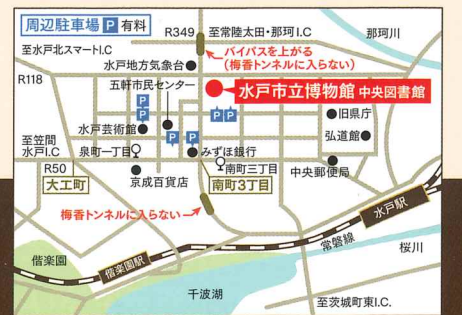 周辺駐車場 P 有料
R349
至常陸太田・那珂I.C
那珂川
至水戸北スマートI.C
バイパスを上がる
(梅香トンネルに入らない)
水戸地方気象台
R118
五軒市民センター
水戸市立博物館 中央図書館
P
P
P
P
P
P
旧県庁
水戸芸術館
弘道館
至笠間
水戸I.C
泉町一丁目
みずほ銀行
南町三丁目
中央郵便局
R50
大工町
京成百貨店
南町3丁目
梅香トンネルに入らない
水戸駅
常磐線
桜川
偕楽園
偕楽園駅
千波湖
至茨城町東I.C.